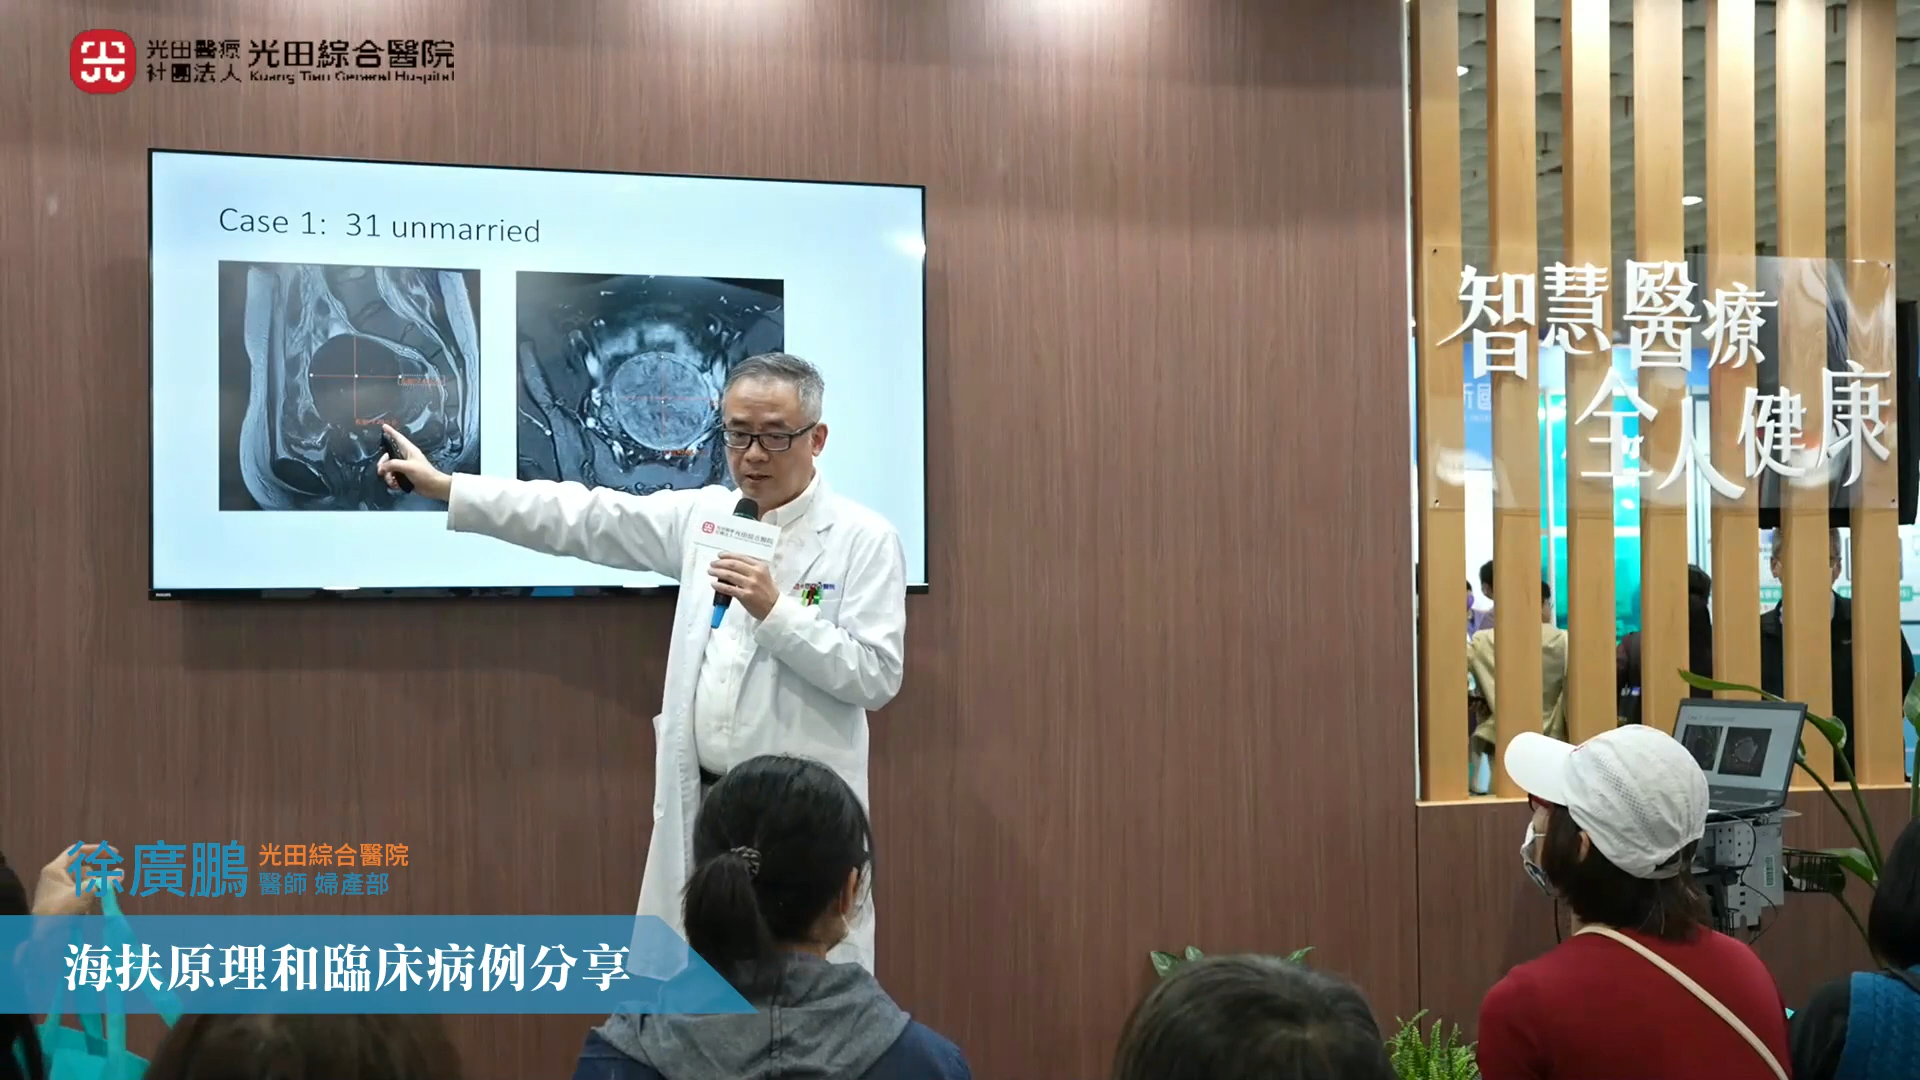 光田醫療
社團法人
光田綜合醫院
Kuang Tien General Hospital
Case 1: 31 unmarried
智慧醫療
全人健康
徐廣鵬
光田綜合醫院
醫師 婦產部
海扶原理和臨床病例分享